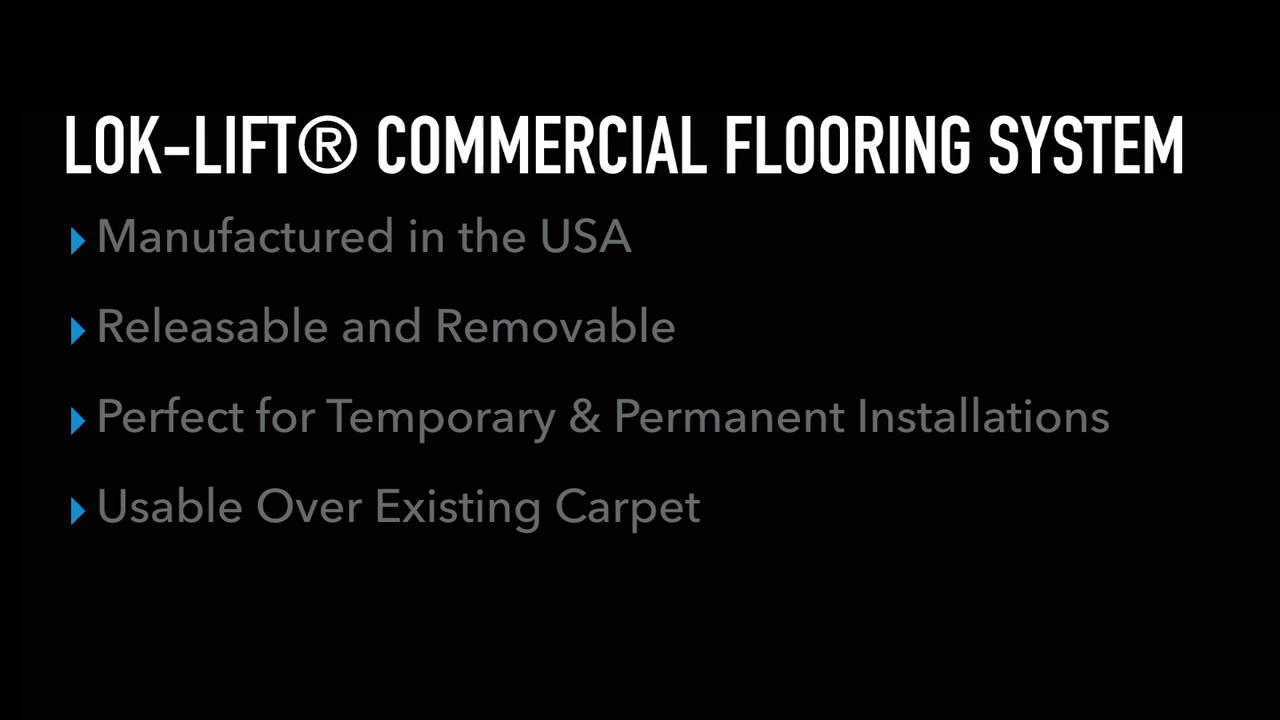 LOK-LIFT® COMMERCIAL FLOORING SYSTEM
Manufactured in the USA
Releasable and Removable
Perfect for Temporary & Permanent Installations
Usable Over Existing Carpet